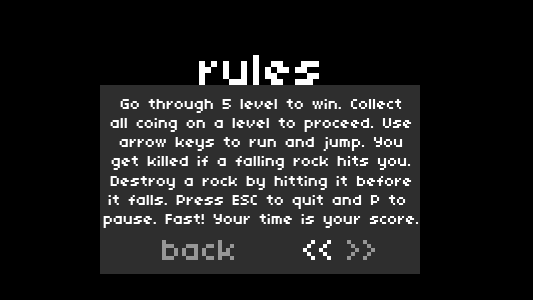 rules
Go through 5 level to win. Collect
all coing on a level to proceed. Use
arrow keys to run and jump. You
get killed if a falling rock hits you.
Destroy a rock by hitting it before
it falls. Press ESC to quit and P to
pause. Fast! Your time is your score.
back << >>